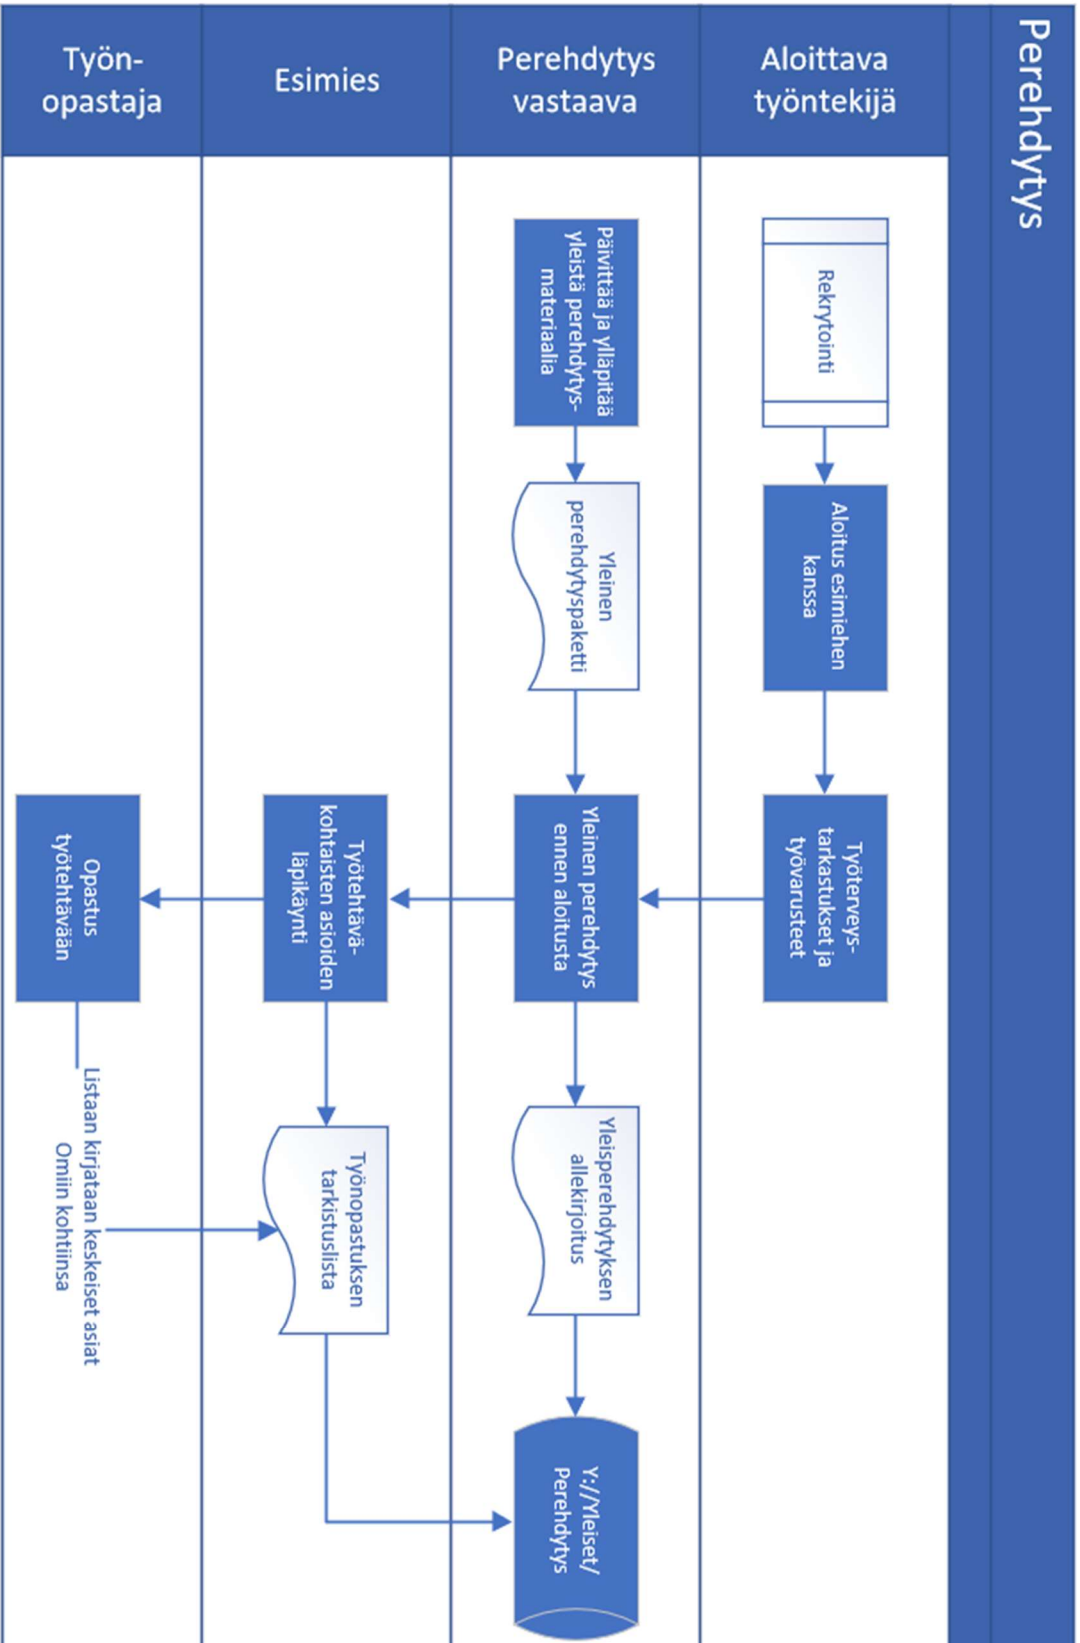 Perehdytys
Aloittava
työntekijä
Rekrytointi
Aloitus esimiehen
kanssa
Työterveys-
tarkastukset ja
työvarusteet
Perehdytys
vastaava
Päivittää ja ylläpitää
yleistä perehdytys-
materiaalia
Yleinen
perehdytyspaketti
Yleinen perehdytys
ennen aloitusta
Yleisperehdytyksen
allekirjoitus
Y://Yleiset/
Perehdytys
Esimies
Työtehtävä-
kohtaisten asioiden
läpikäynti
Työnopastuksen
tarkistuslista
Työn-
opastaja
Opastus
työtehtävään
Listaan kirjataan keskeiset asiat
Omiin kohtiinsa